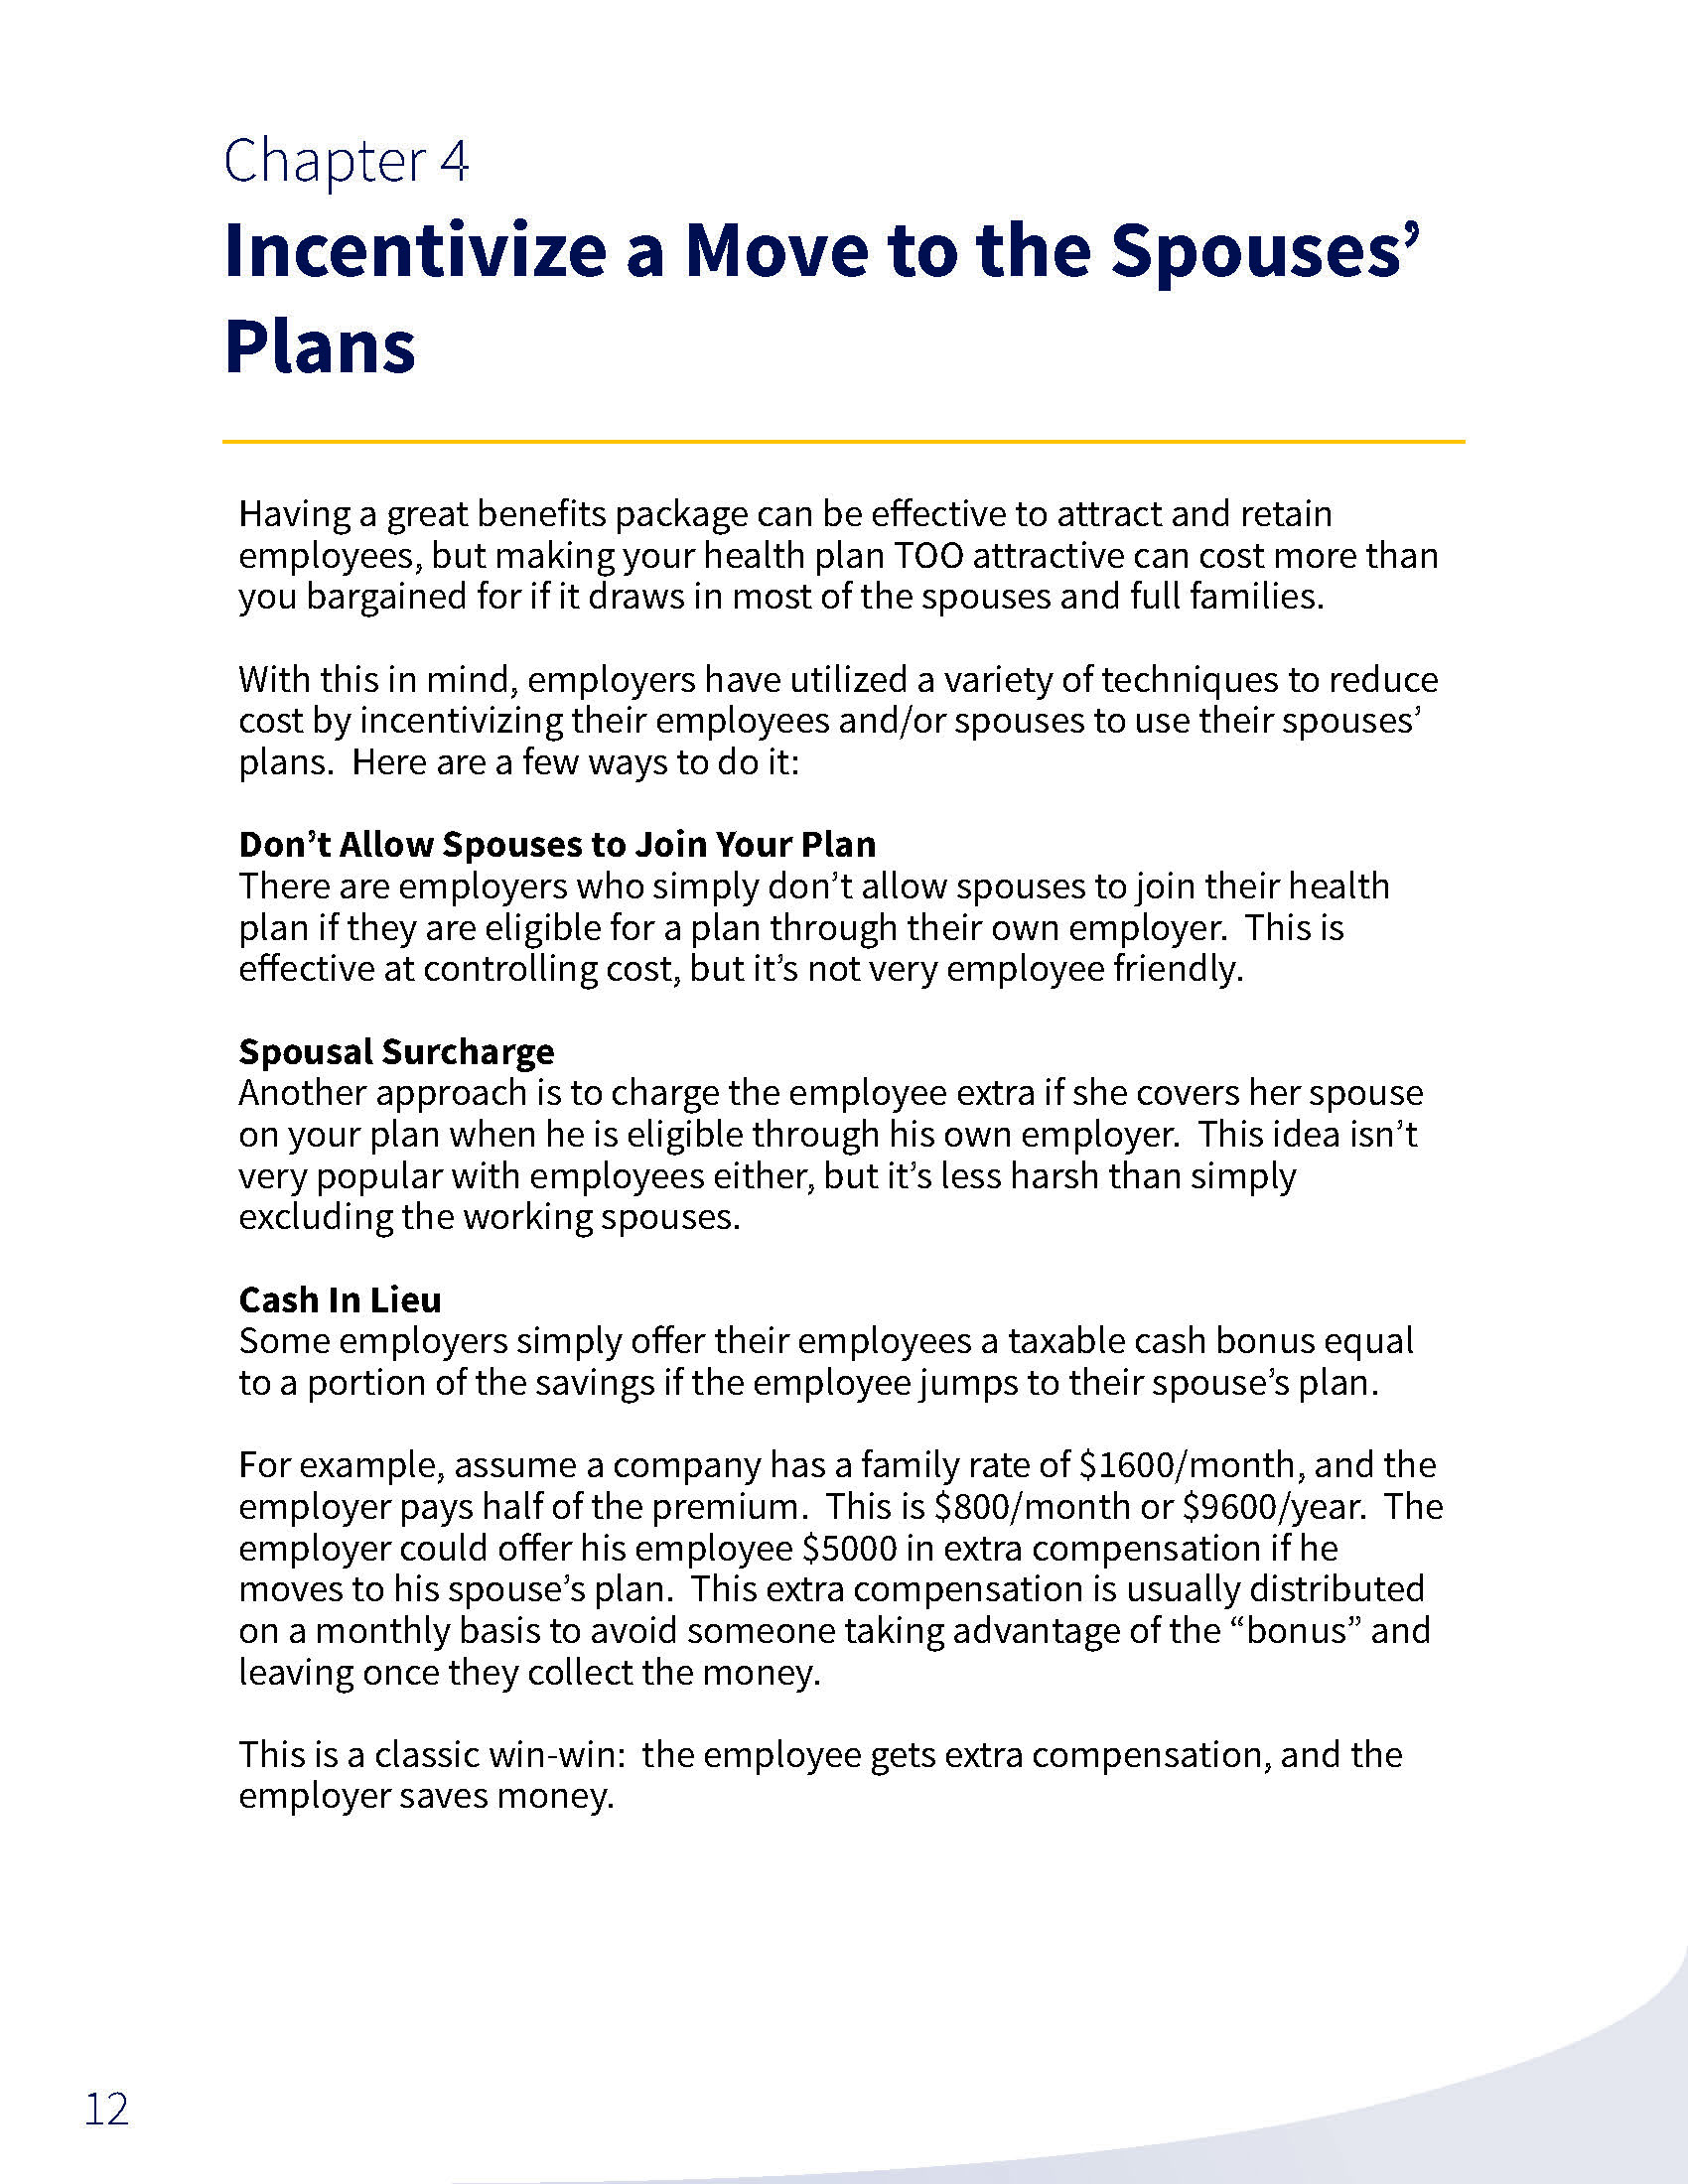 Chapter 4
Incentivize a Move to the Spouses’
Plans
Having a great benefits package can be effective to attract and retain
employees, but making your health plan TOO attractive can cost more than
you bargained for if it draws in most of the spouses and full families.
With this in mind, employers have utilized a variety of techniques to reduce
cost by incentivizing their employees and/or spouses to use their spouses’
plans.  Here are a few ways to do it:
Don’t Allow Spouses to Join Your Plan
There are employers who simply don’t allow spouses to join their health
plan if they are eligible for a plan through their own employer.  This is
effective at controlling cost, but it’s not very employee friendly.
Spousal Surcharge
Another approach is to charge the employee extra if she covers her spouse
on your plan when he is eligible through his own employer.  This idea isn’t
very popular with employees either, but it’s less harsh than simply
excluding the working spouses.
Cash In Lieu
Some employers simply offer their employees a taxable cash bonus equal
to a portion of the savings if the employee jumps to their spouse’s plan.
For example, assume a company has a family rate of $1600/month, and the
employer pays half of the premium.  This is $800/month or $9600/year.  The
employer could offer his employee $5000 in extra compensation if he
moves to his spouse’s plan.  This extra compensation is usually distributed
on a monthly basis to avoid someone taking advantage of the “bonus” and
leaving once they collect the money.
This is a classic win-win:  the employee gets extra compensation, and the
employer saves money.
12